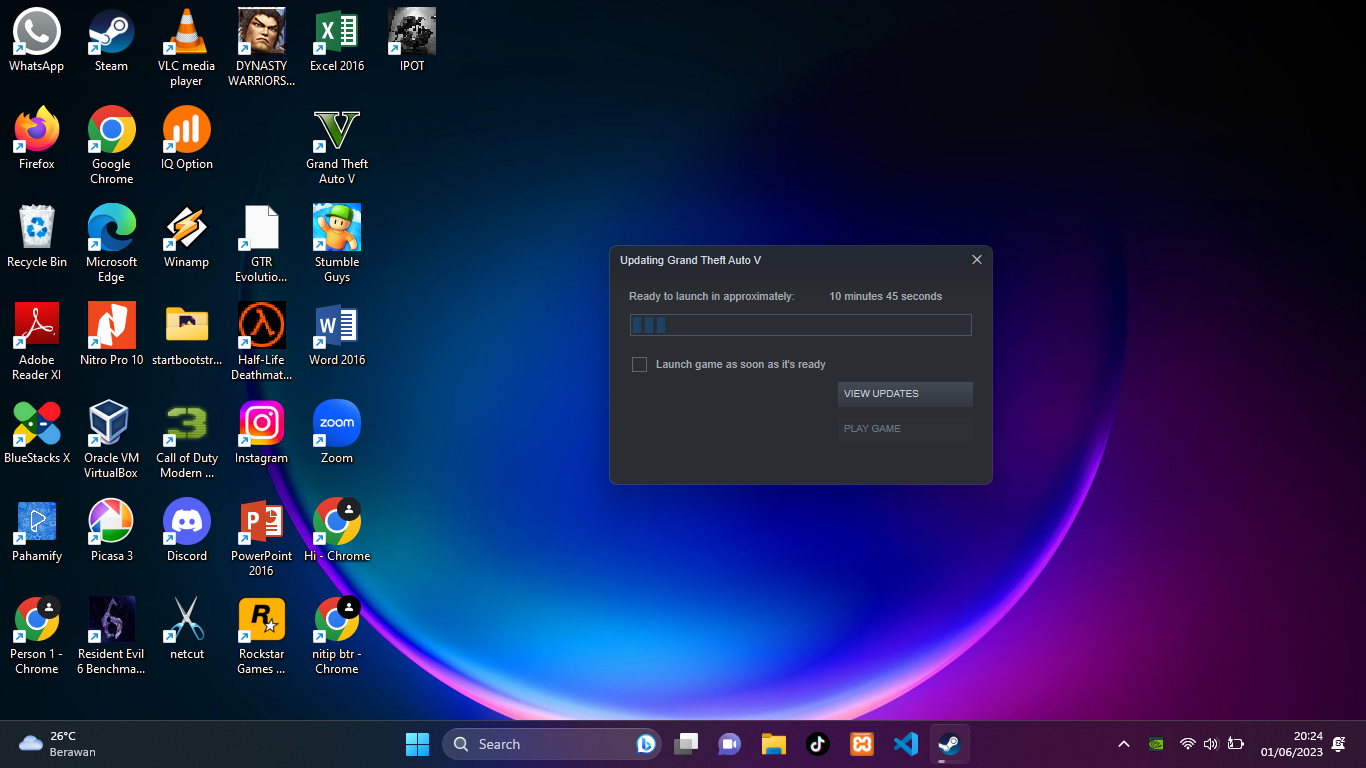 WhatsApp
Steam
VLC media
player
DYNASTY
WARRIORS...
Excel 2016
IPOT
Firefox
Google
Chrome
IQ Option
Grand Theft
Auto V
Recycle Bin
Microsoft
Edge
Winamp
GTR
Evolutio...
Stumble
Guys
Adobe
Reader XI
Nitro Pro 10
startbootstr...
Half-Life
Deathmat...
Word 2016
BlueStacks X
Oracle VM
VirtualBox
Call of Duty
Modern ...
Instagram
zoom
Zoom
Pahamify
Picasa 3
Discord
PowerPoint
2016
Hi - Chrome
Person 1 -
Chrome
Resident Evil
6 Benchma...
netcut
Rockstar
Games ...
nitip btr -
Chrome
Updating Grand Theft Auto V
Ready to launch in approximately: 10 minutes 45 seconds
Launch game as soon as it's ready
VIEW UPDATES
PLAY GAME
26°C
Berawan
Search
20:24
01/06/2023